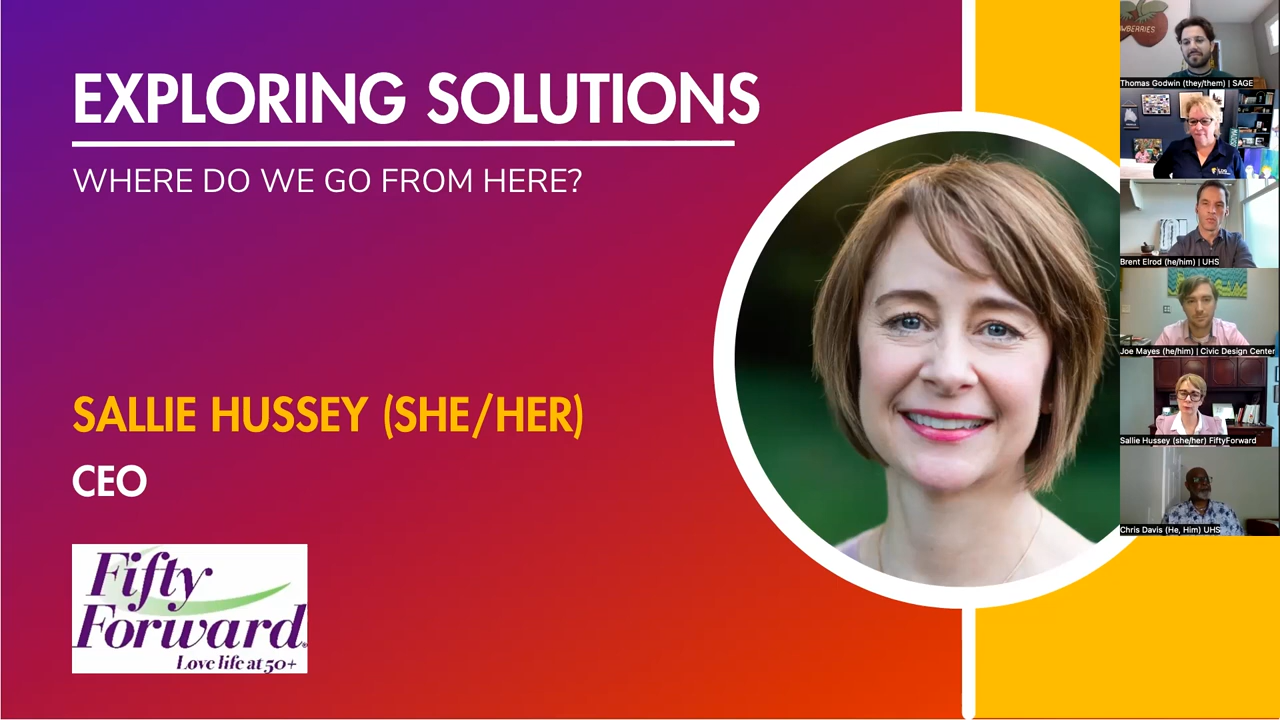 EXPLORING SOLUTIONS
WHERE DO WE GO FROM HERE?
SALLIE HUSSEY (SHE/HER)
CEO
Fifty
Forward®
Love life at 50+
WBERRIES
Thomas Godwin (they/them) | SAGE
Brent Elrod (he/him) | UHS
Joe Mayes (he/him) | Civic Design Center
Sallie Hussey (she/her) FiftyForward
Chris Davis (He, Him) UHS